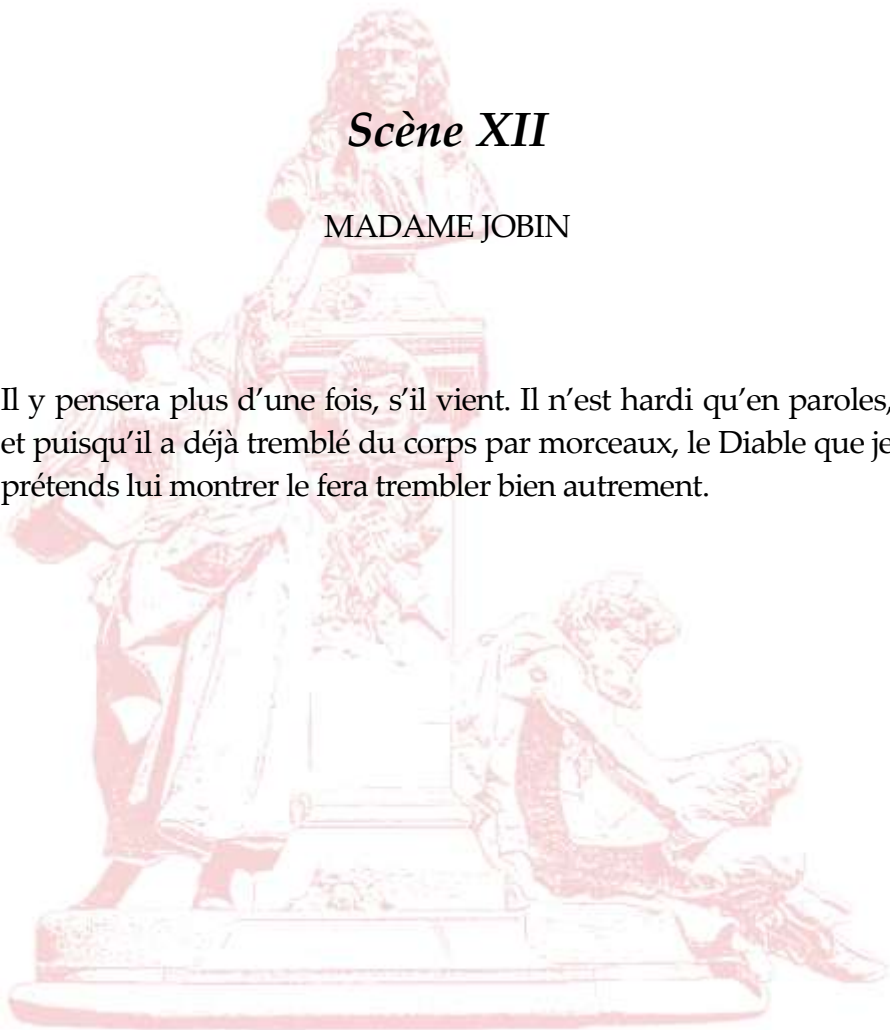 Scène XII
MADAME JOBIN
Il y pensera plus d’une fois, s’il vient. Il n’est hardi qu’en paroles,
et puisqu’il a déjà tremblé du corps par morceaux, le Diable que je
prétends lui montrer le fera trembler bien autrement.